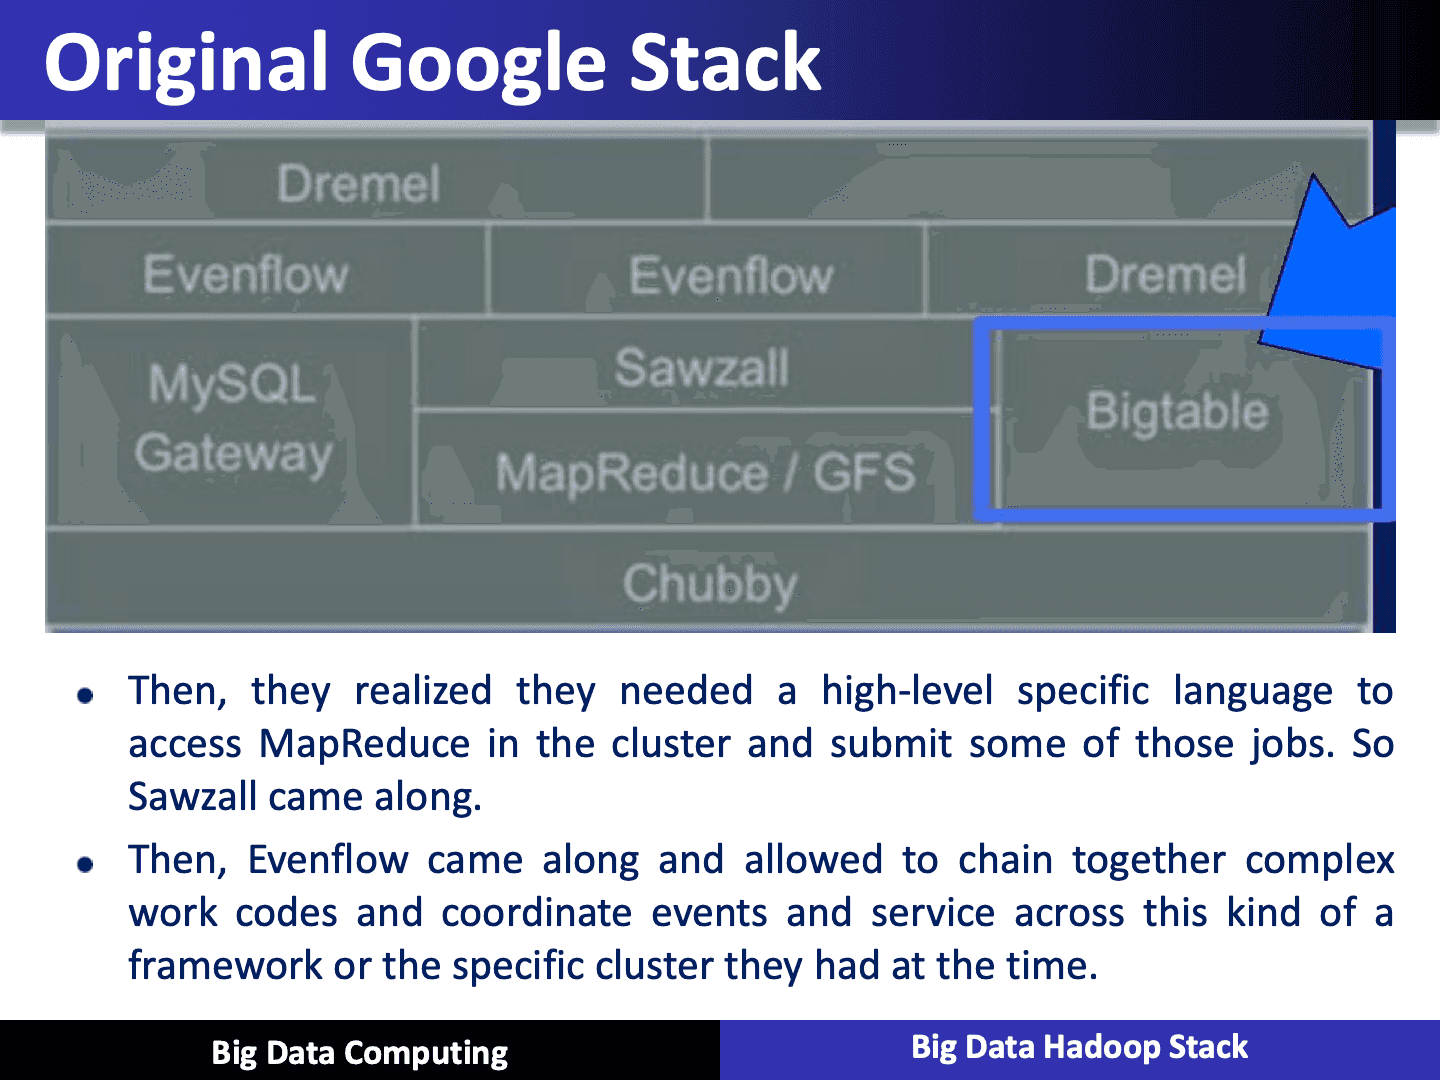 Original Google Stack
Dremel
Evenflow
Evenflow
Dremel
MySQL
Gateway
Sawzall
MapReduce / GFS
Bigtable
Chubby
Then, they realized they needed a high-level specific language to
access MapReduce in the cluster and submit some of those jobs. So
Sawzall came along.
Then, Evenflow came along and allowed to chain together complex
work codes and coordinate events and service across this kind of a
framework or the specific cluster they had at the time.
Big Data Computing
Big Data Hadoop Stack